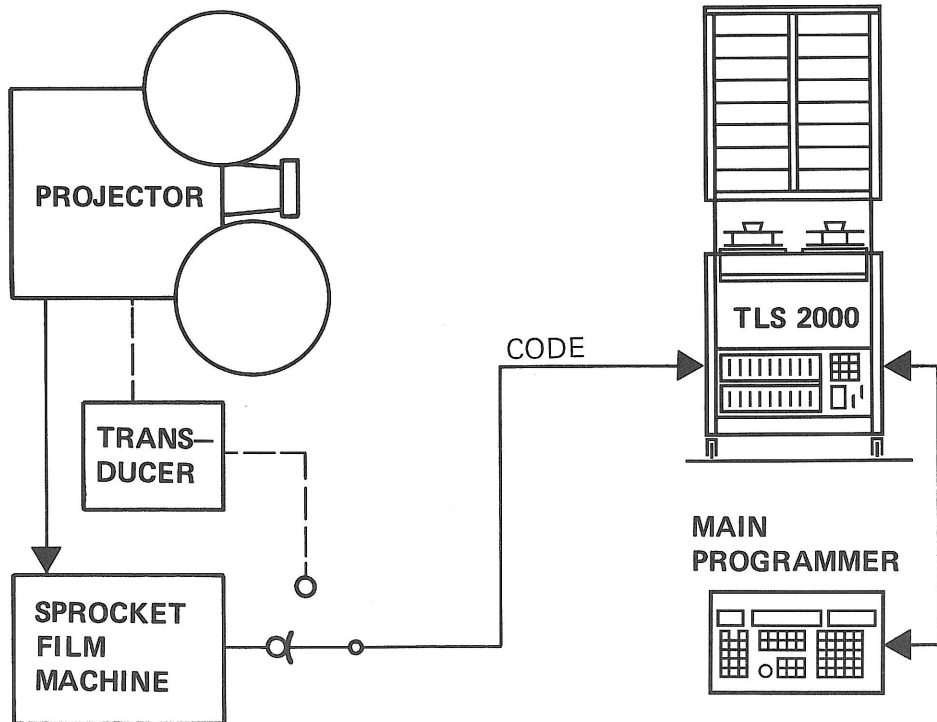 PROJECTOR
TLS 2000
CODE
TRANS—
DUCER
MAIN
PROGRAMMER
SPROCKET
FILM
MACHINE